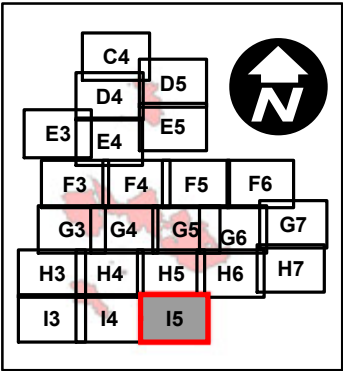 C4
D4 D5
E3 E4 E5
N
F3 F4 F5 F6
G3 G4 G5 G6 G7
H3 H4 H5 H6 H7
I3 I4 I5